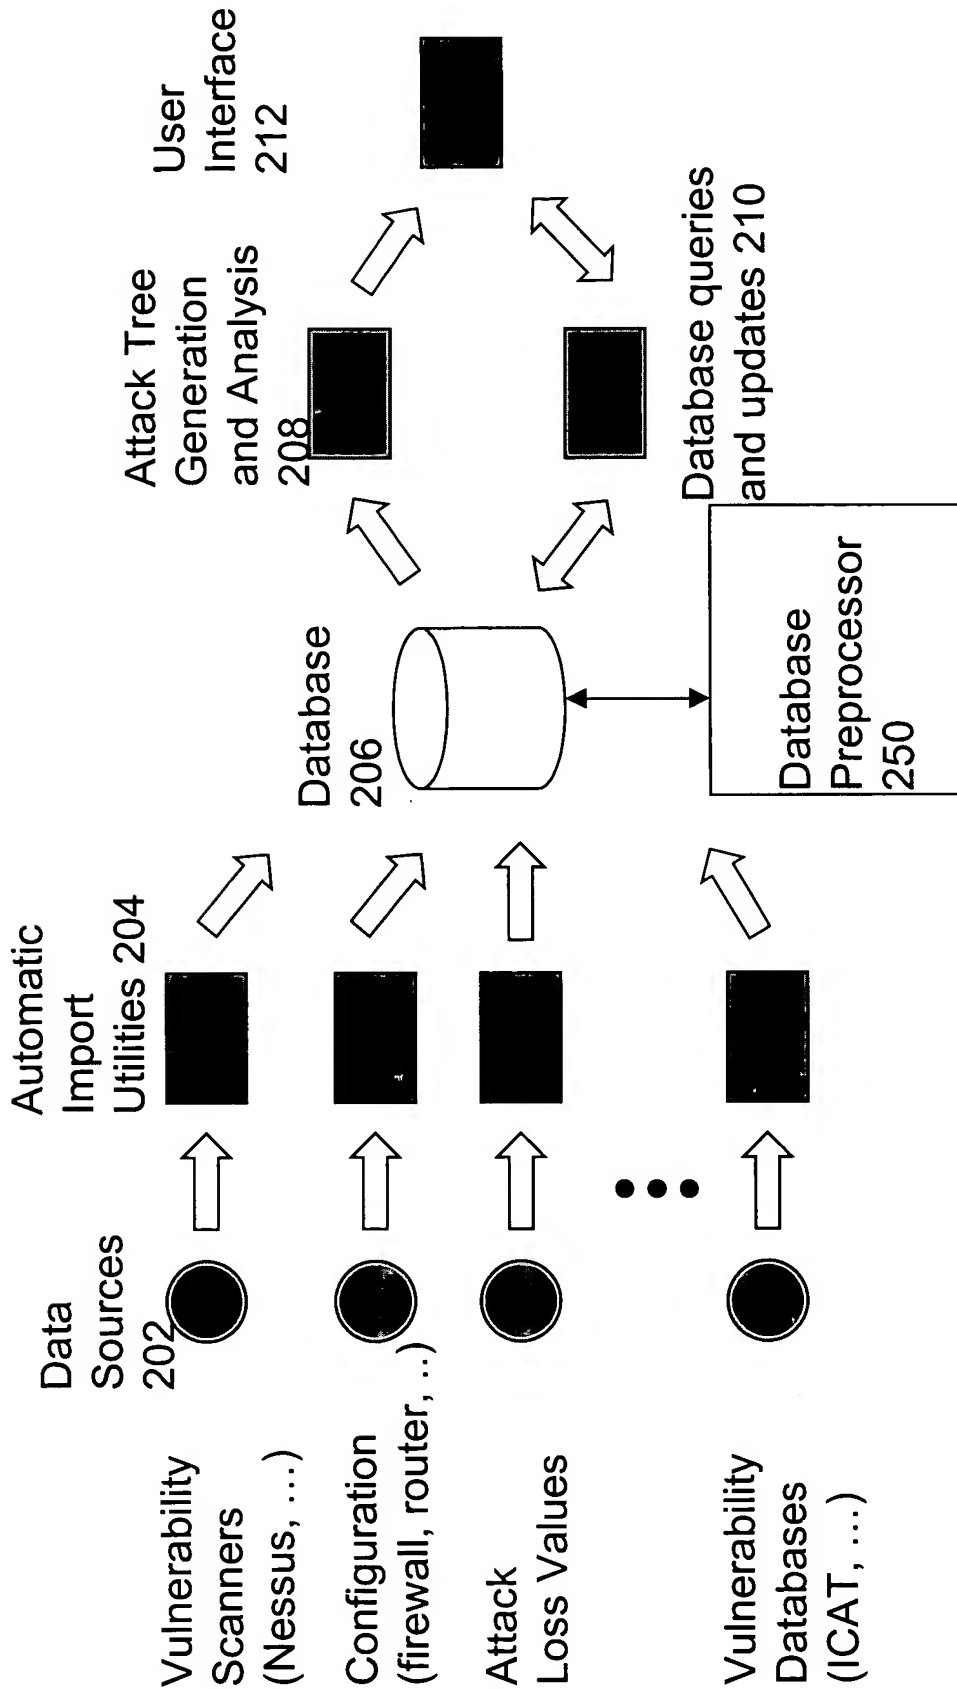 Vulnerability
Scanners
(Nessus, ...)
Configuration
(firewall, router, ..)
Attack
Loss Values
Vulnerability
Databases
(ICAT, ...)
Data
Sources
202
Automatic
Import
Utilities 204
Database
206
Database
Preprocessor
250
Attack Tree
Generation
and Analysis
208
Database queries
and updates 210
User
Interface
212